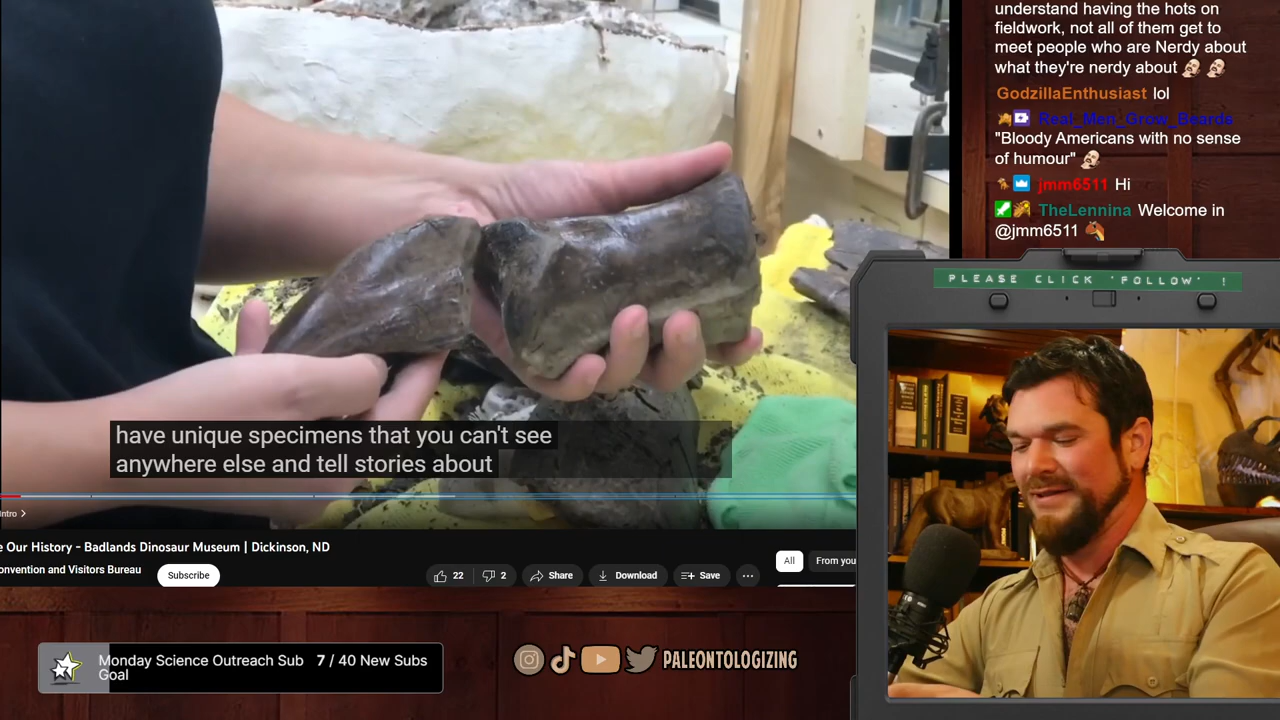 understand having the hots on
fieldwork, not all of them get to
meet people who are Nerdy about
what they're nerdy about
GodzillaEnthusiast lol
Real_Men_Grow_Beards
"Bloody Americans with no sense
of humour"
jmm6511 Hi
TheLennina Welcome in
@jmm6511
PLEASE CLICK 'FOLLOW' !
have unique specimens that you can't see
anywhere else and tell stories about
Intro >
e Our History - Badlands Dinosaur Museum | Dickinson, ND
onvention and Visitors Bureau
Subscribe
22
2
Share
Download
Save
...
All
From you
Monday Science Outreach Sub
Goal
7 / 40 New Subs
PALEONTOLOGIZING